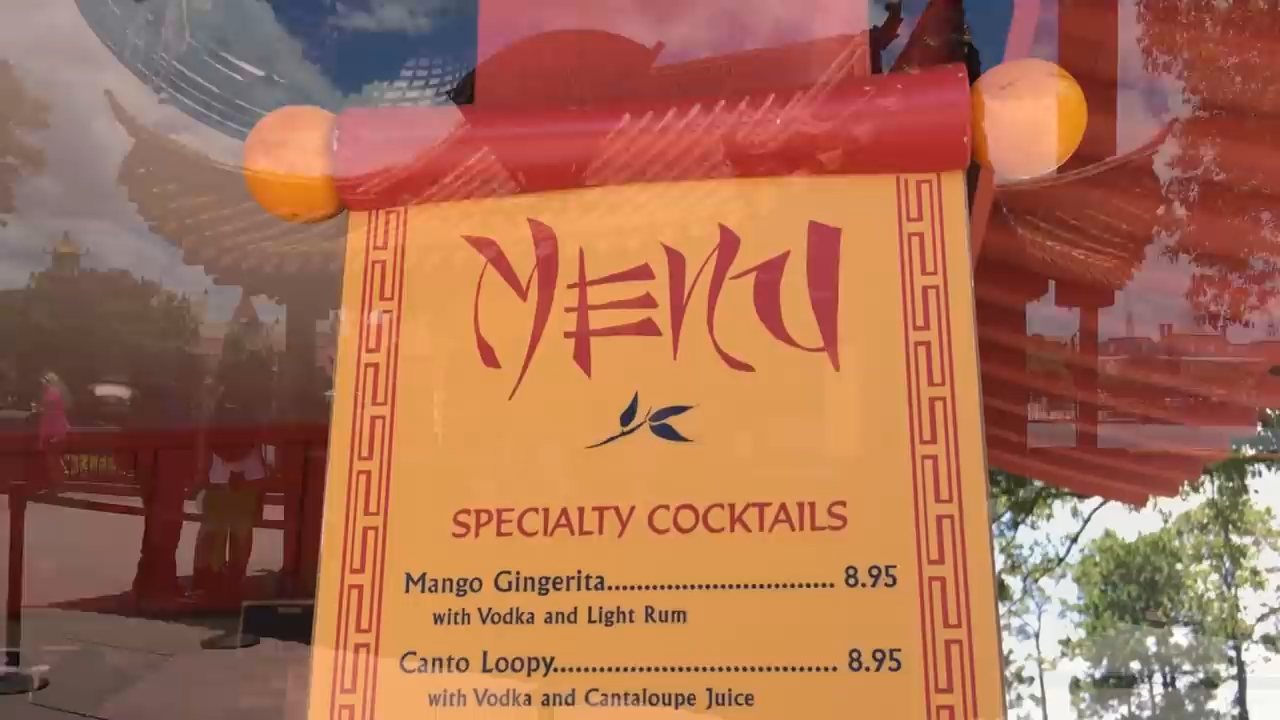 MENU
SPECIALTY COCKTAILS
Mango Gingerita............................ 8.95
with Vodka and Light Rum
Canto Loopy................................... 8.95
with Vodka and Cantaloupe Juice